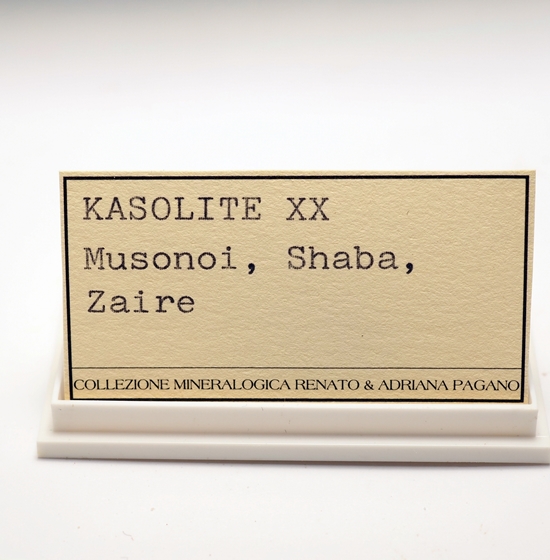 KASOLITE XX
Musonoi, Shaba,
Zaire
COLLEZIONE MINERALOGICA RENATO & ADRIANA PAGANO